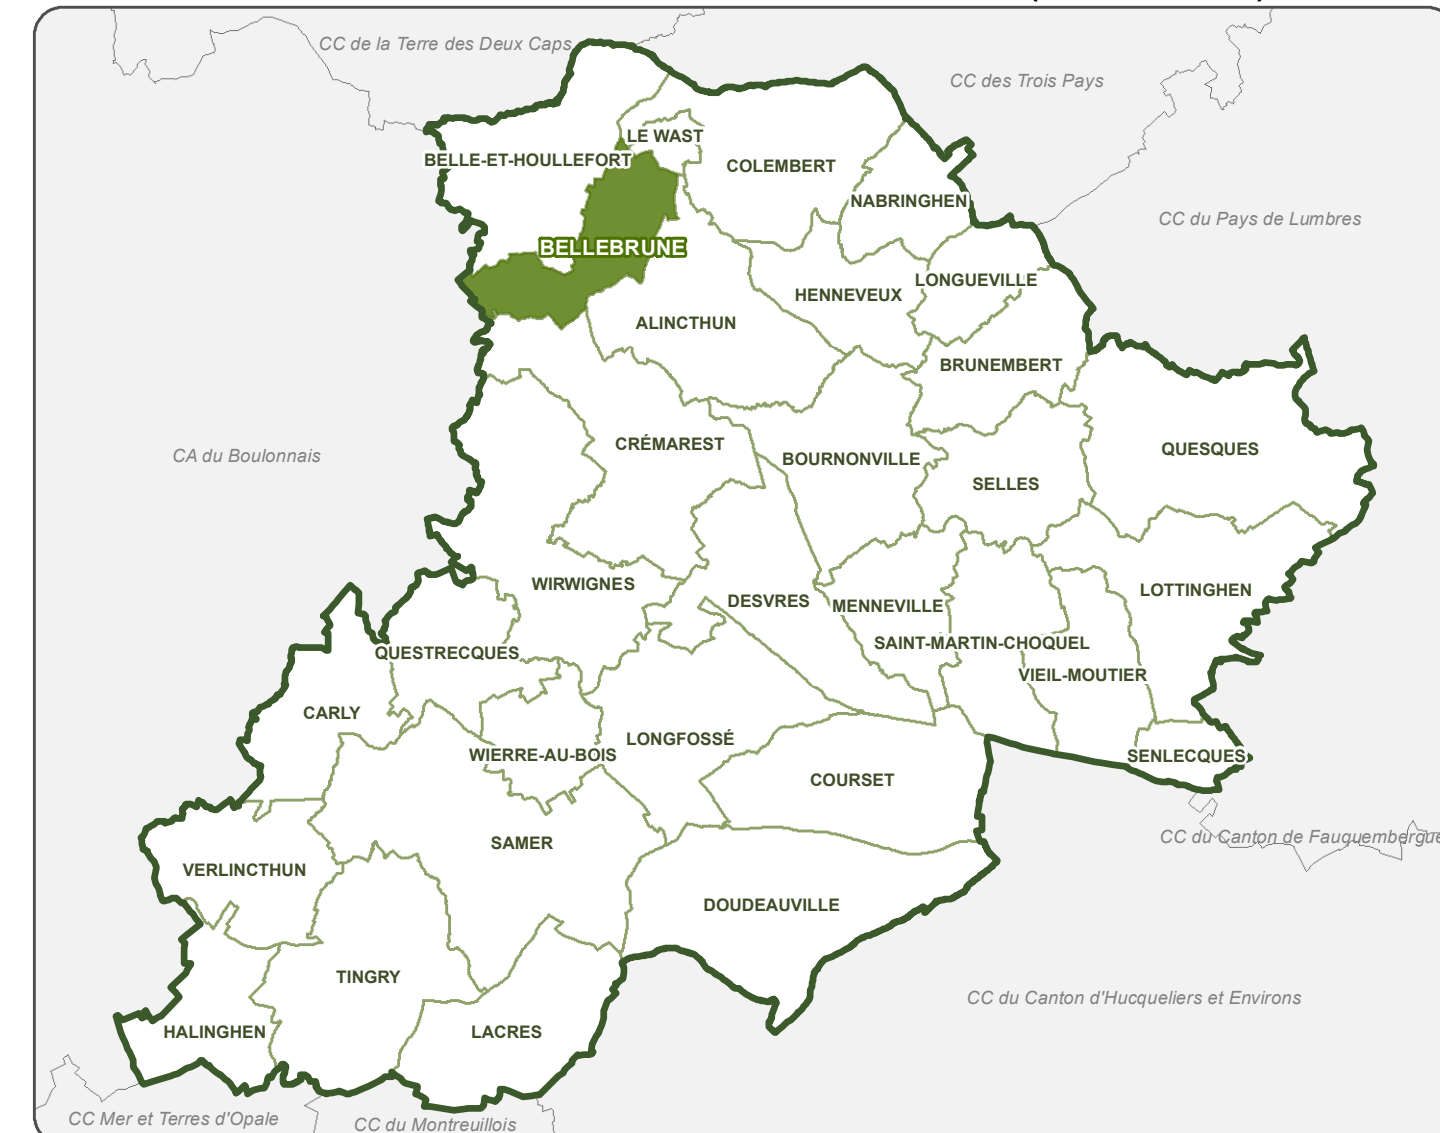 CC de la Terre des Deux Caps
CC des Trois Pays
LE WAST
BELLE-ET-HOULLEFORT
COLEMBERT
NABRINGHEN
CC du Pays de Lumbres
BELLEBRUNE
LONGUEVILLE
HENNEVEUX
ALINCTHUN
BRUNEMBERT
CRÉMAREST
QUESQUES
CA du Boulonnais
BOURNONVILLE
SELLES
WIRWIGNES
LOTTINGHEN
DESVRES
MENNEVILLE
SAINT-MARTIN-CHOQUEL
QUESTRECQUES
VIEIL-MOUTIER
CARLY
LONGFOSSÉ
WIERRE-AU-BOIS
SENLECQUES
COURSET
CC du Canton de Fauquembergue
SAMER
VERLINCTHUN
DOUDEAUVILLE
TINGRY
CC du Canton d'Hucqueliers et Environs
HALINGHEN
LACRES
CC Mer et Terres d'Opale
CC du Montreuillois